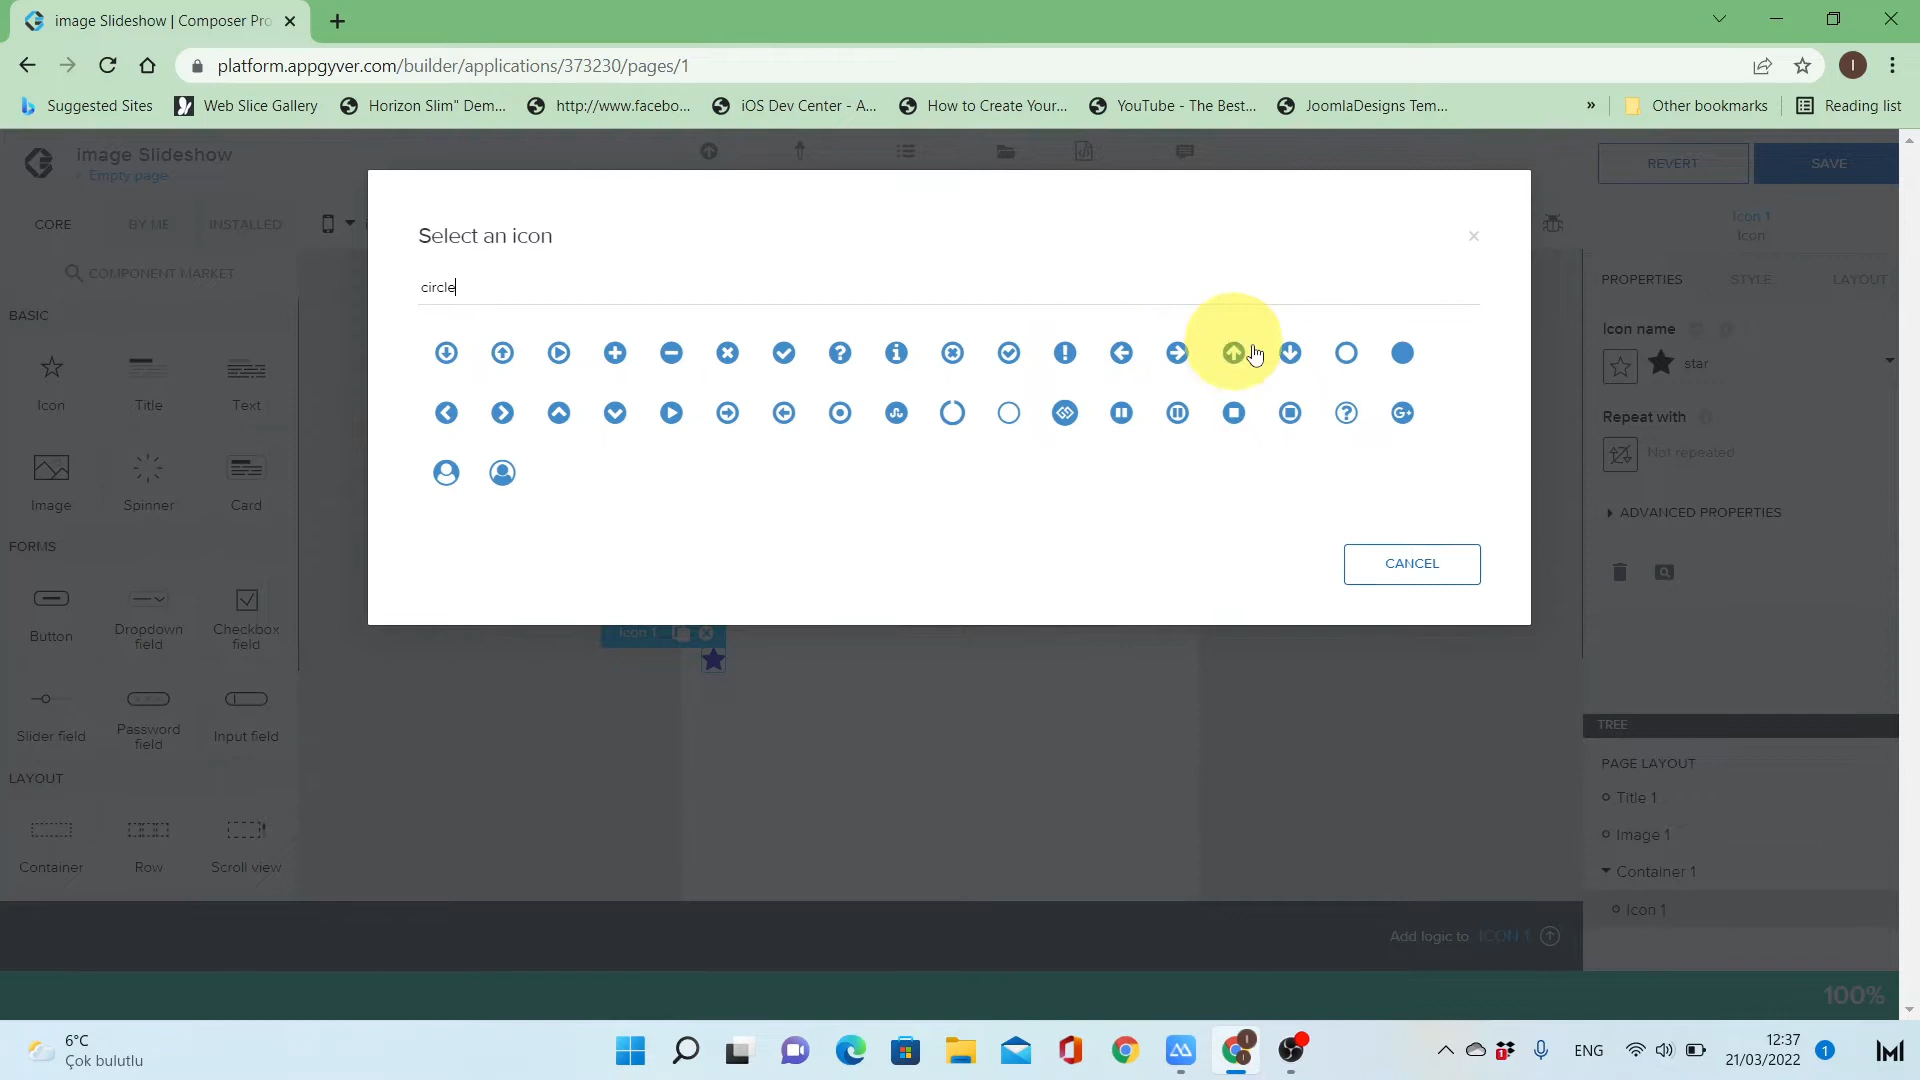 image Slideshow | Composer Pro
platform.appgyver.com/builder/applications/373230/pages/1
I
Suggested Sites
Web Slice Gallery
Horizon Slim" Dem...
http://www.facebo...
iOS Dev Center - A...
How to Create Your...
YouTube - The Best...
JoomlaDesigns Tem...
»
Other bookmarks
Reading list
image Slideshow
< Empty page
REVERT
SAVE
CORE
BY ME
INSTALLED
Icon 1
Icon
COMPONENT MARKET
PROPERTIES
STYLE
LAYOUT
Select an icon
×
circle
CANCEL
BASIC
Icon
Title
Text
Image
Spinner
Card
FORMS
Button
Dropdown field
Checkbox field
Slider field
Password field
Input field
LAYOUT
Container
Row
Scroll view
Icon 1
Icon name
star
Repeat with
Not repeated
ADVANCED PROPERTIES
TREE
PAGE LAYOUT
Title 1
Image 1
Container 1
Icon 1
Add logic to ICON 1
100%
6°C
Çok bulutlu
ENG
12:37
21/03/2022
1